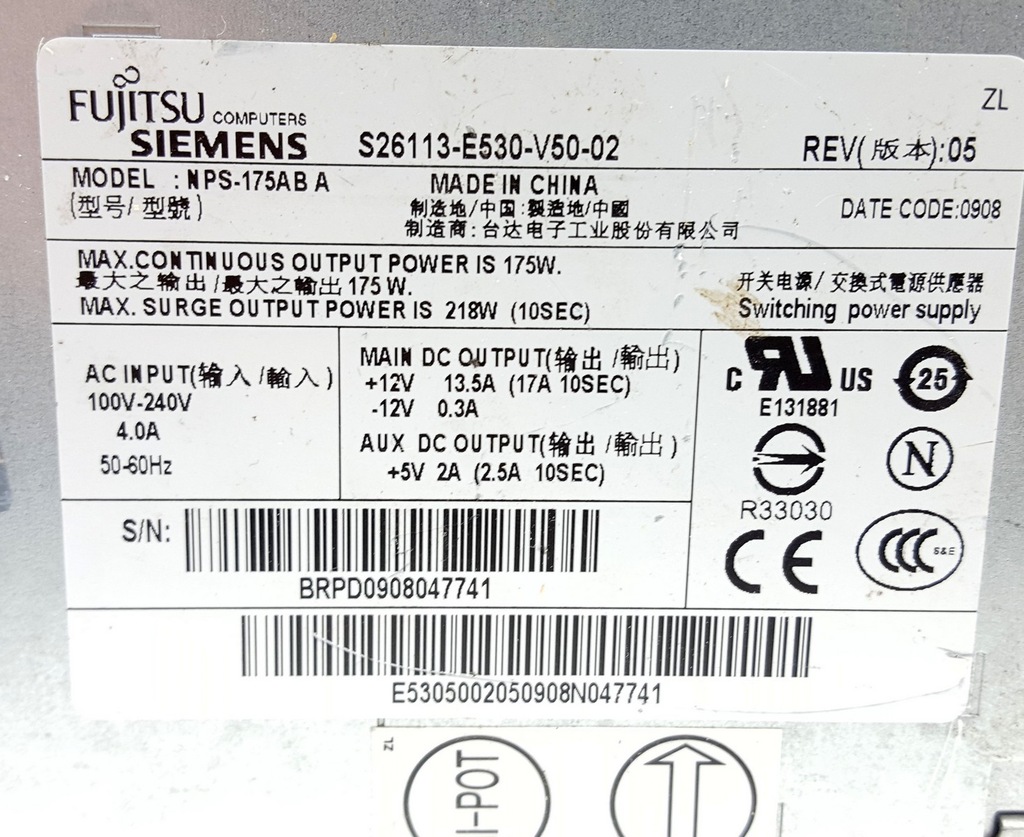 ZL
FUJITSU COMPUTERS
SIEMENS
S26113-E530-V50-02
REV(版本):05
MODEL :NPS-175AB A
(型号/型號)
MADE IN CHINA
制造地/中国:製造地/中國
制造商:台达电子工业股份有限公司
DATE CODE:0908
MAX.CONTINUOUS OUTPUT POWER IS 175W.
最大之输出/最大之輸出175W.
MAX. SURGE OUTPUT POWER IS 218W (10SEC)
开关电源/交換式電源供應器
Switching power supply
AC INPUT(输入/輸入)
100V-240V
4.0A
50-60Hz
MAIN DC OUTPUT(输出/輸出)
+12V 13.5A (17A 10SEC)
-12V 0.3A
AUX DC OUTPUT(输出/輸出)
+5V 2A (2.5A 10SEC)
C RU US
E131881
25
N
R33030
CE
CCC S&E
S/N:
BRPD0908047741
E5305002050908N047741
ZL
I-POT